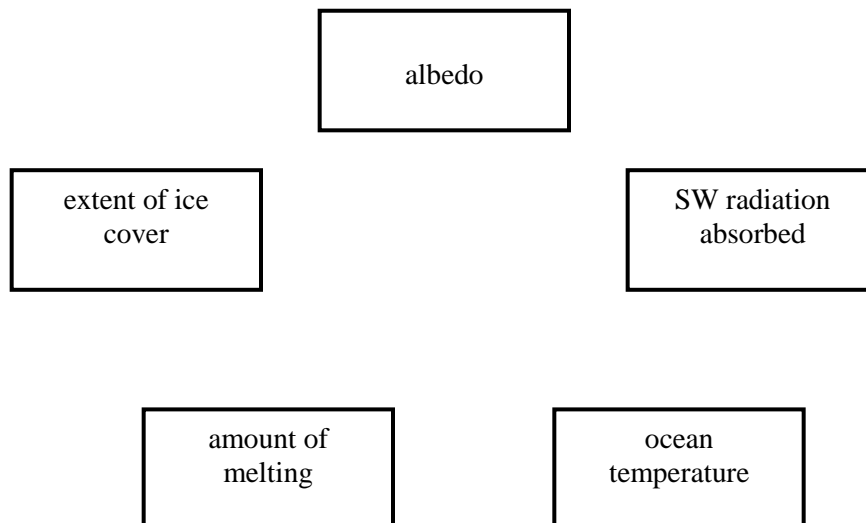 albedo
extent of ice
cover
SW radiation
absorbed
amount of
melting
ocean
temperature